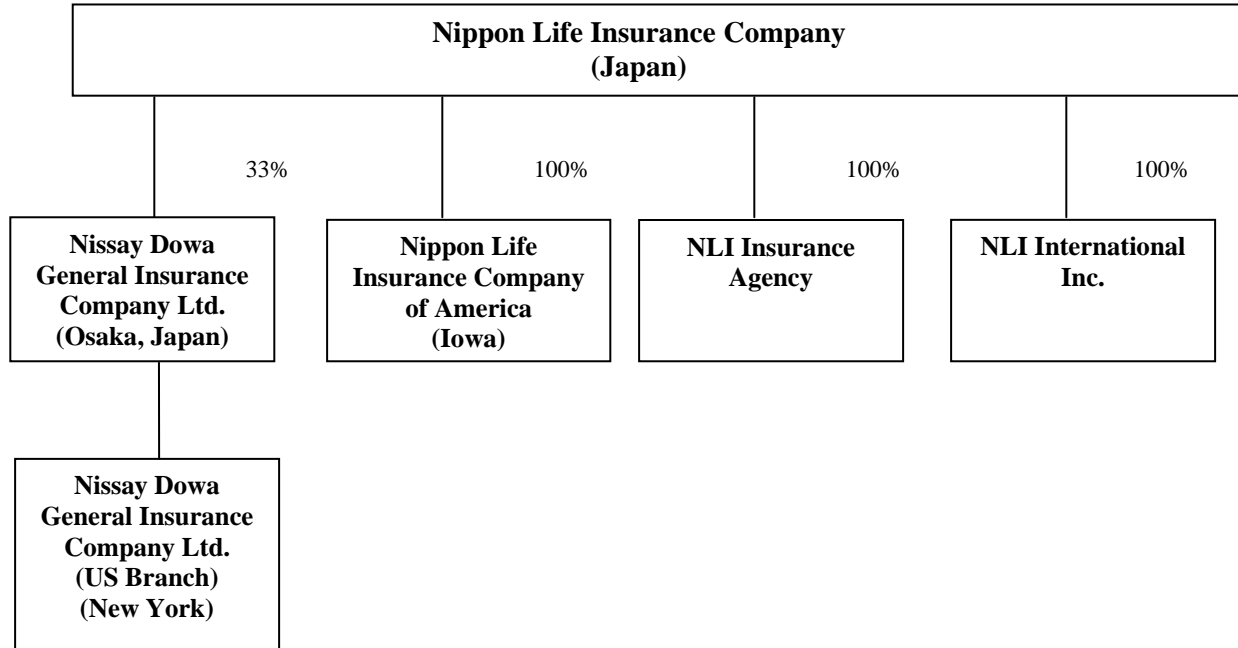 Nippon Life Insurance Company
(Japan)
33%
100%
100%
100%
Nissay Dowa
General Insurance
Company Ltd.
(Osaka, Japan)
Nippon Life
Insurance Company
of America
(Iowa)
NLI Insurance
Agency
NLI International
Inc.
Nissay Dowa
General Insurance
Company Ltd.
(US Branch)
(New York)